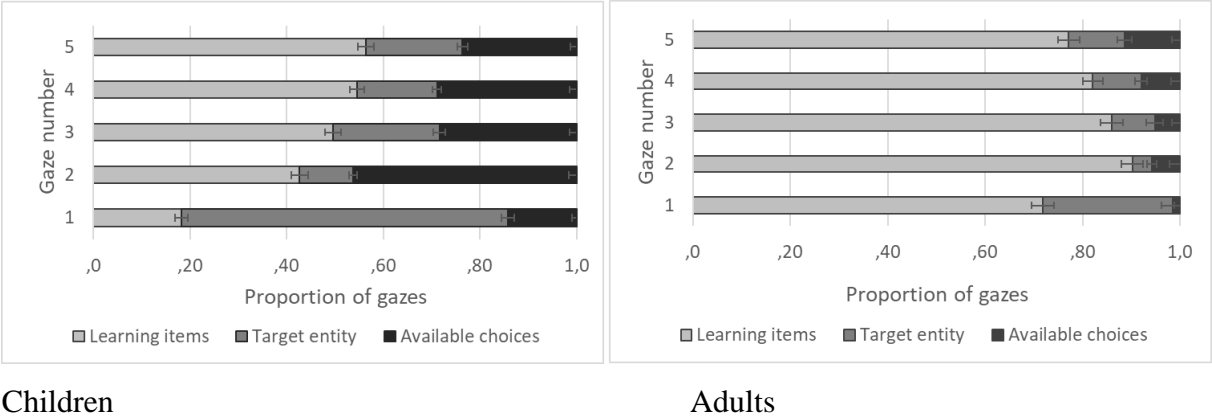 5
4
3
2
1
Gaze number
,0 ,20 ,40 ,60 ,80 1,0
Proportion of gazes
Learning items Target entity Available choices
5
4
3
2
1
Gaze number
,0 ,20 ,40 ,60 ,80 1,0
Proportion of gazes
Learning items Target entity Available choices
Children Adults